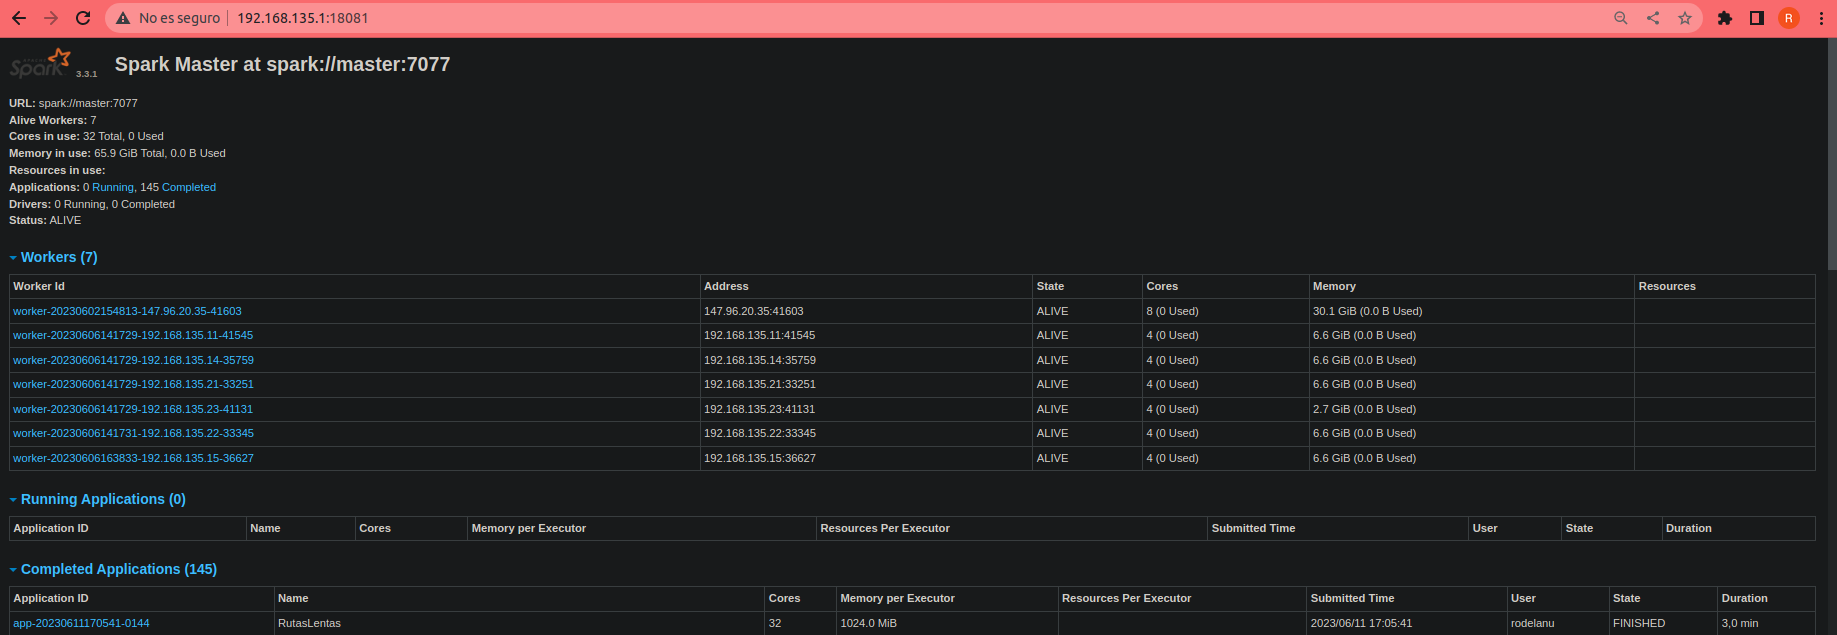 No es seguro 192.168.135.1:18081 R
APACHE Spark 3.3.1 Spark Master at spark://master:7077
URL: spark://master:7077
Alive Workers: 7
Cores in use: 32 Total, 0 Used
Memory in use: 65.9 GiB Total, 0.0 B Used
Resources in use:
Applications: 0 Running, 145 Completed
Drivers: 0 Running, 0 Completed
Status: ALIVE
Workers (7)
Worker Id Address State Cores Memory Resources
worker-20230602154813-147.96.20.35-41603 147.96.20.35:41603 ALIVE 8 (0 Used) 30.1 GiB (0.0 B Used)
worker-20230606141729-192.168.135.11-41545 192.168.135.11:41545 ALIVE 4 (0 Used) 6.6 GiB (0.0 B Used)
worker-20230606141729-192.168.135.14-35759 192.168.135.14:35759 ALIVE 4 (0 Used) 6.6 GiB (0.0 B Used)
worker-20230606141729-192.168.135.21-33251 192.168.135.21:33251 ALIVE 4 (0 Used) 6.6 GiB (0.0 B Used)
worker-20230606141729-192.168.135.23-41131 192.168.135.23:41131 ALIVE 4 (0 Used) 2.7 GiB (0.0 B Used)
worker-20230606141731-192.168.135.22-33345 192.168.135.22:33345 ALIVE 4 (0 Used) 6.6 GiB (0.0 B Used)
worker-20230606163833-192.168.135.15-36627 192.168.135.15:36627 ALIVE 4 (0 Used) 6.6 GiB (0.0 B Used)
Running Applications (0)
Application ID Name Cores Memory per Executor Resources Per Executor Submitted Time User State Duration
Completed Applications (145)
Application ID Name Cores Memory per Executor Resources Per Executor Submitted Time User State Duration
app-20230611170541-0144 RutasLentas 32 1024.0 MiB 2023/06/11 17:05:41 rodelanu FINISHED 3,0 min